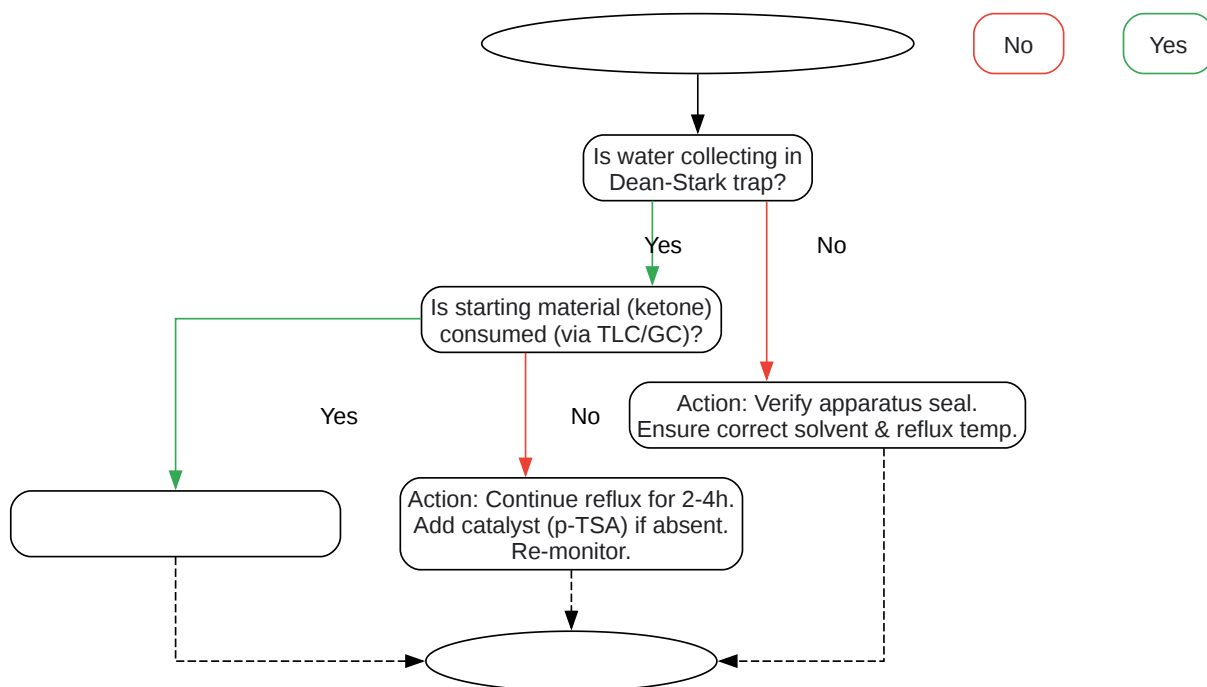 No
Yes
Is water collecting in
Dean-Stark trap?
Yes
No
Is starting material (ketone)
consumed (via TLC/GC)?
Yes
No
Action: Verify apparatus seal.
Ensure correct solvent & reflux temp.
Action: Continue reflux for 2-4h.
Add catalyst (p-TSA) if absent.
Re-monitor.